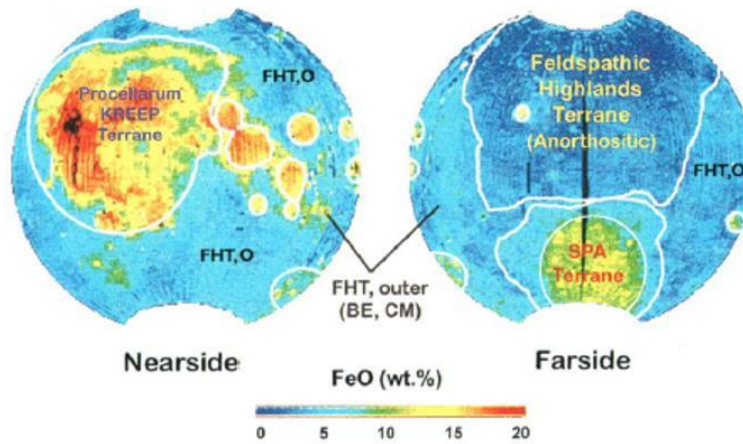 Procellarum
KREEP
Terrane
FHT,O
FHT,O
Feldspathic
Highlands
Terrane
(Anorthositic)
FHT,O
SPA
Terrane
FHT, outer
(BE, CM)
Nearside
Farside
FeO (wt.%)
0 5 10 15 20